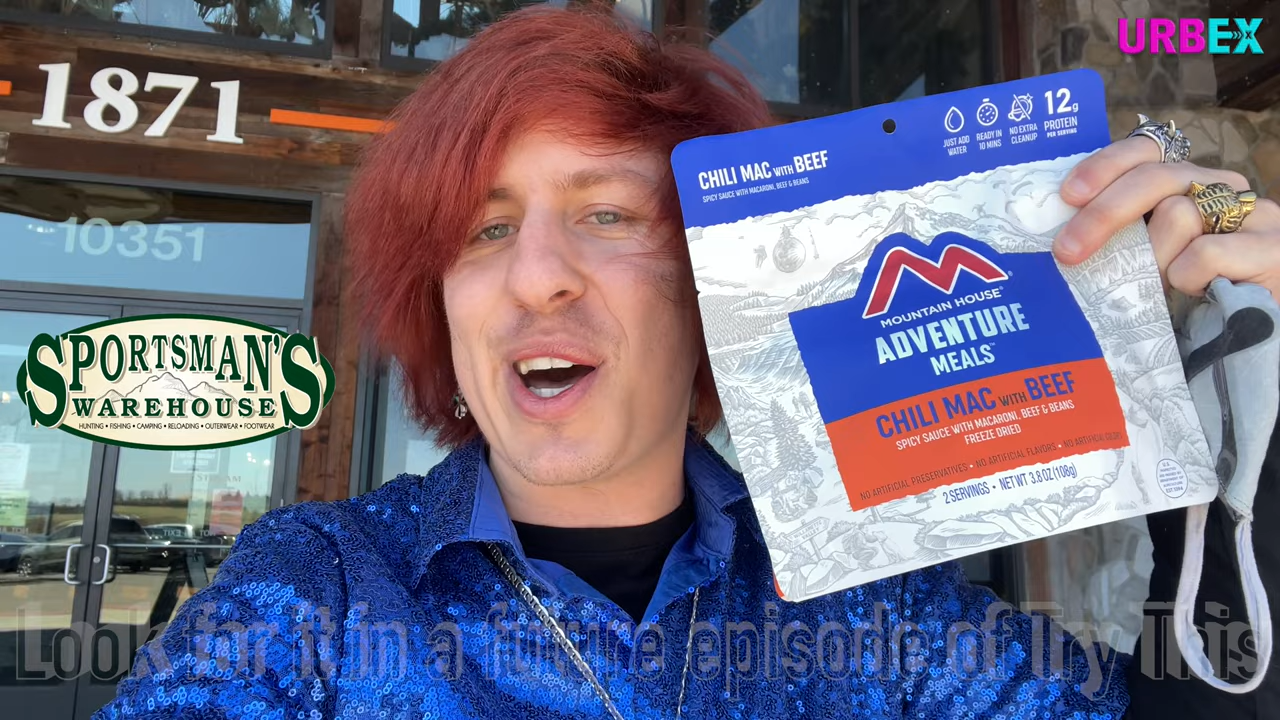 URBEX
1871
10351
SPORTSMAN'S
WAREHOUSE
HUNTING • FISHING • CAMPING • RELOADING • OUTERWEAR • FOOTWEAR
CHILI MAC WITH BEEF
SPICY SAUCE WITH MACARONI, BEEF & BEANS
JUST ADD WATER
READY IN 10 MINS
NO EXTRA CLEANUP
12g PROTEIN PER SERVING
MOUNTAIN HOUSE®
ADVENTURE
MEALS™
CHILI MAC WITH BEEF
SPICY SAUCE WITH MACARONI, BEEF & BEANS
FREEZE DRIED
NO ARTIFICIAL PRESERVATIVES • NO ARTIFICIAL FLAVORS • NO ARTIFICIAL COLORS
2 SERVINGS • NET WT 3.8 OZ (108g)
Look for it in a future episode of Try This